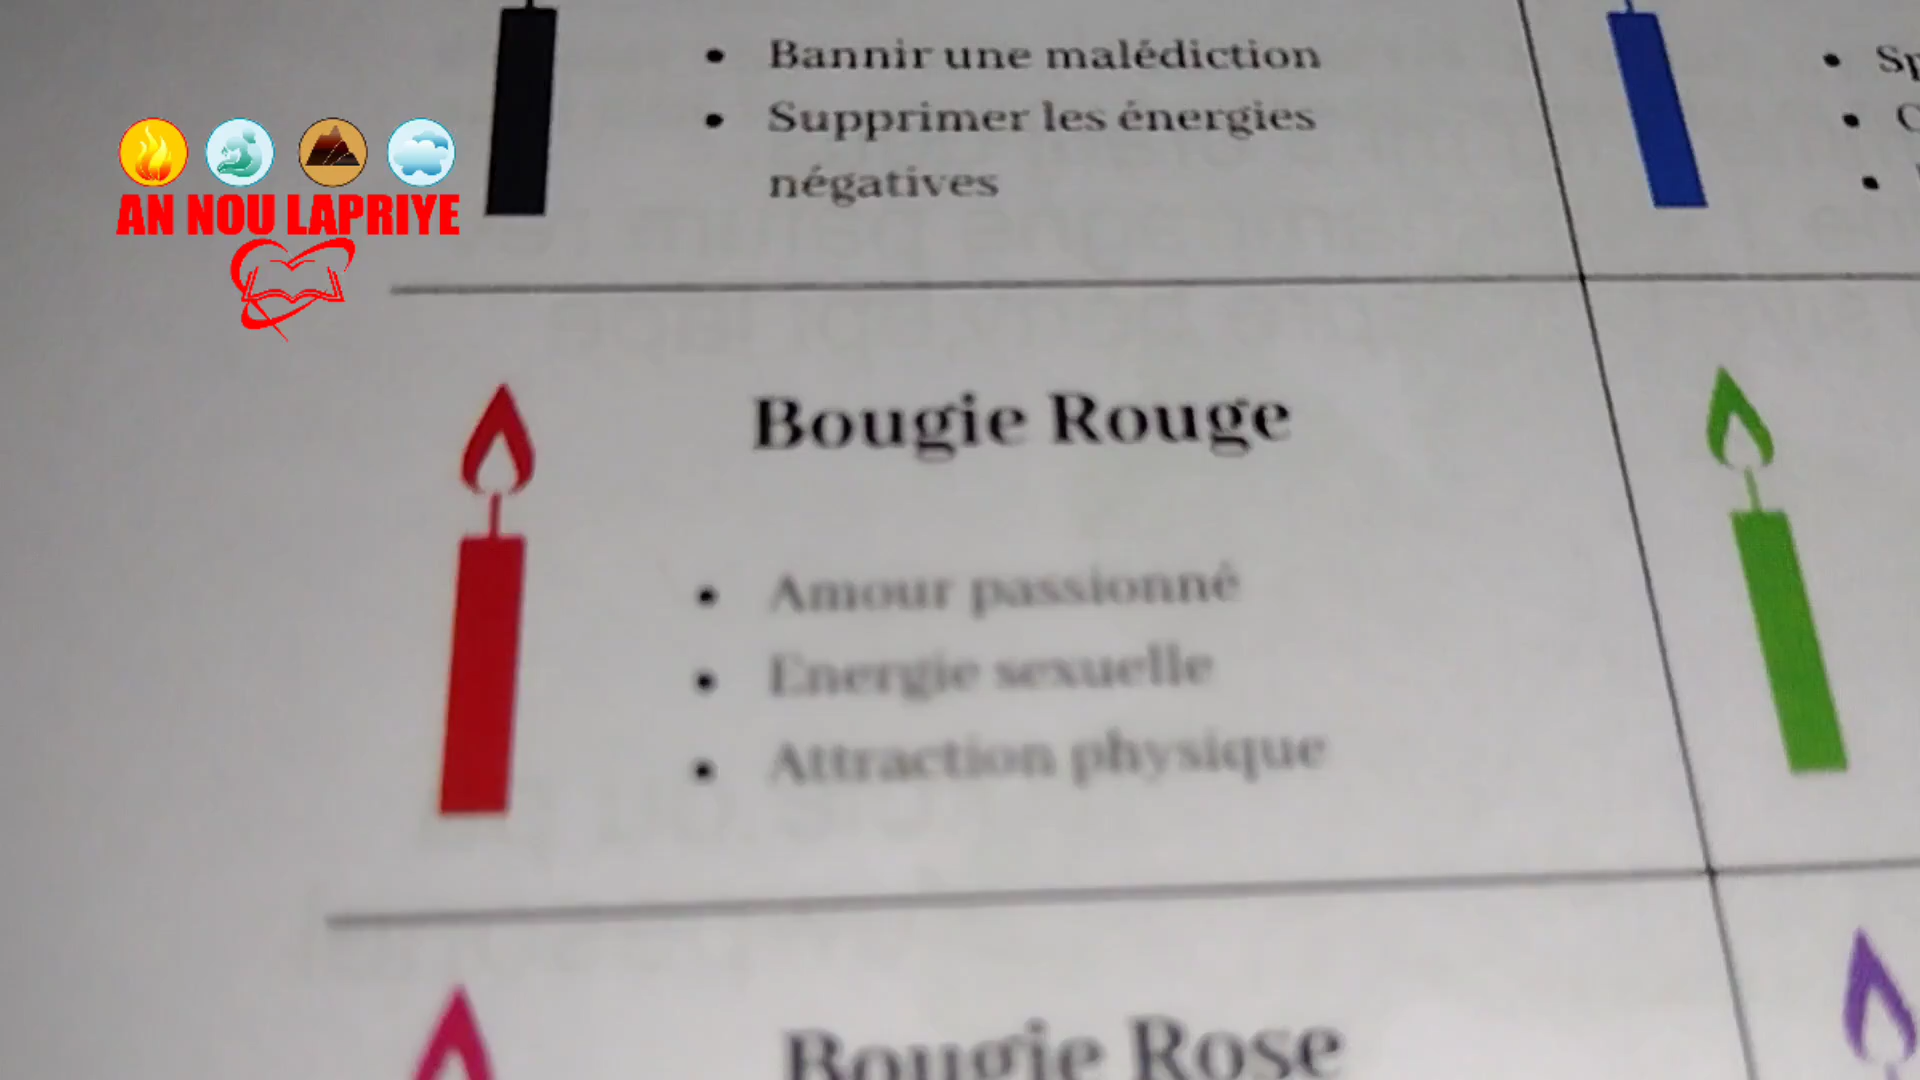 Bannir une malédiction
Supprimer les énergies
négatives
AN NOU LAPRIYE
Bougie Rouge
Amour passionné
Energie sexuelle
Attraction physique
Bougie Rose